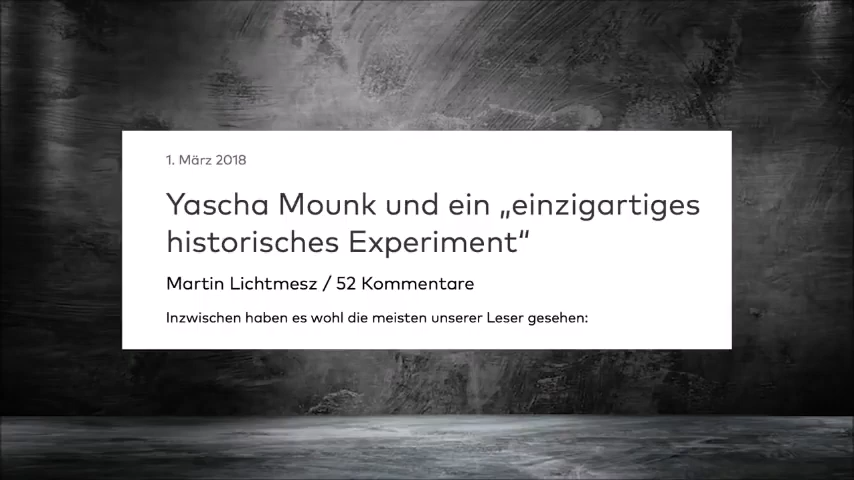 1. März 2018
Yascha Mounk und ein „einzigartiges
historisches Experiment“
Martin Lichtmesz / 52 Kommentare
Inzwischen haben es wohl die meisten unserer Leser gesehen: